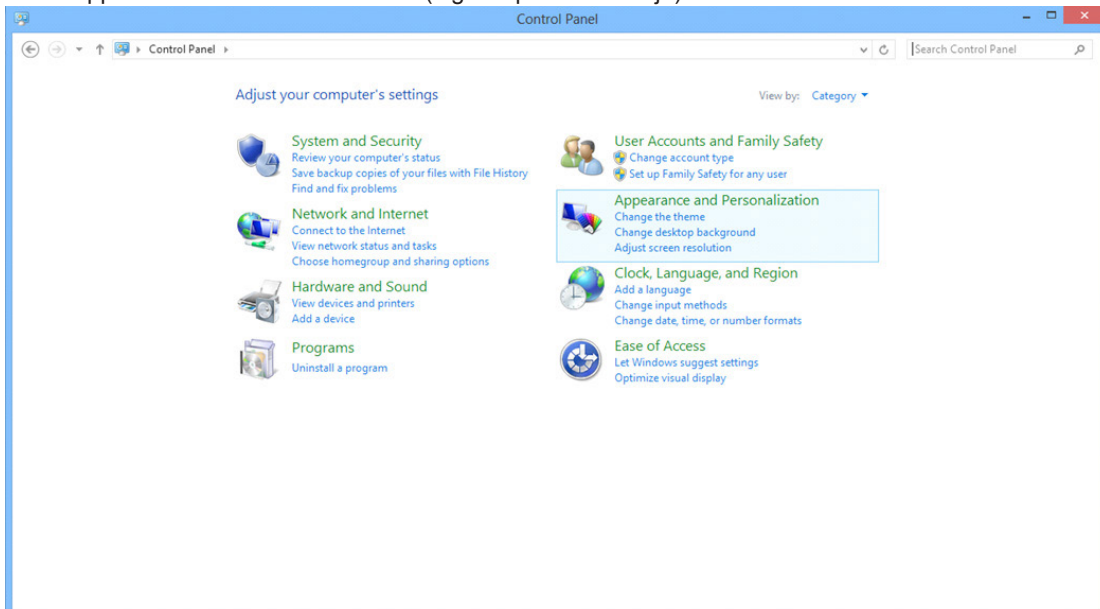 Control Panel
Control Panel
Search Control Panel
Adjust your computer's settings
View by: Category
System and Security
Review your computer's status
Save backup copies of your files with File History
Find and fix problems
Network and Internet
Connect to the Internet
View network status and tasks
Choose homegroup and sharing options
Hardware and Sound
View devices and printers
Add a device
Programs
Uninstall a program
User Accounts and Family Safety
Change account type
Set up Family Safety for any user
Appearance and Personalization
Change the theme
Change desktop background
Adjust screen resolution
Clock, Language, and Region
Add a language
Change input methods
Change date, time, or number formats
Ease of Access
Let Windows suggest settings
Optimize visual display